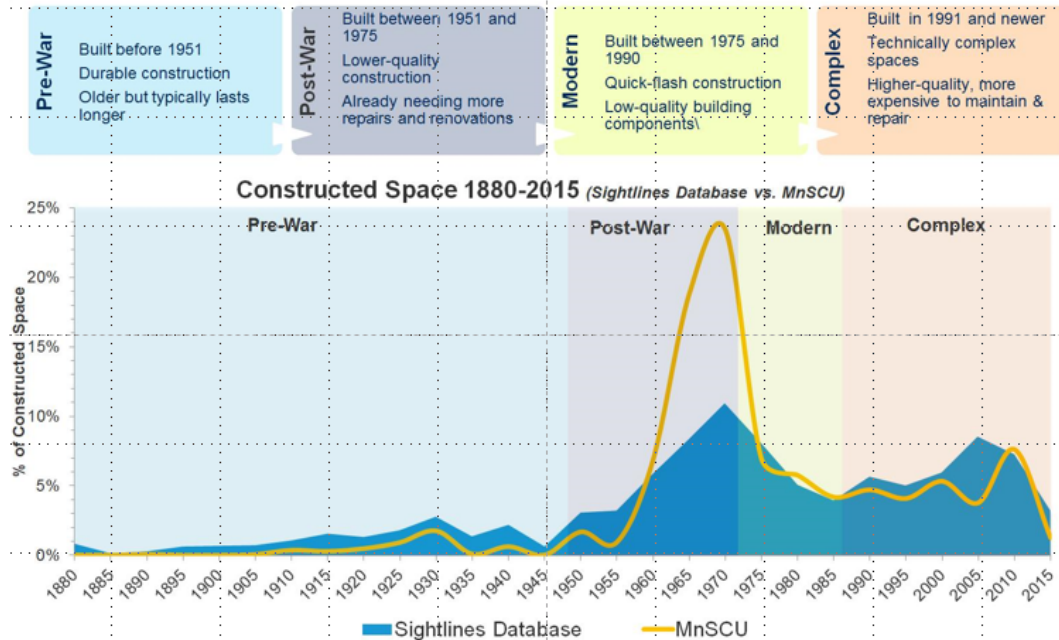 Pre-War
Built before 1951
Durable construction
Older but typically lasts
longer
Post-War
Built between 1951 and
1975
Lower-quality
construction
Already needing more
repairs and renovations
Modern
Built between 1975 and
1990
Quick-flash construction
Low-quality building
components\
Complex
Built in 1991 and newer
Technically complex
spaces
Higher-quality, more
expensive to maintain &
repair
Constructed Space 1880-2015 (Sightlines Database vs. MnSCU)
% of Constructed Space
25%
20%
15%
10%
5%
0%
Pre-War
Post-War
Modern
Complex
1880
1885
1890
1895
1900
1905
1910
1915
1920
1925
1930
1935
1940
1945
1950
1955
1960
1965
1970
1975
1980
1985
1990
1995
2000
2005
2010
2015
Sightlines Database
MnSCU